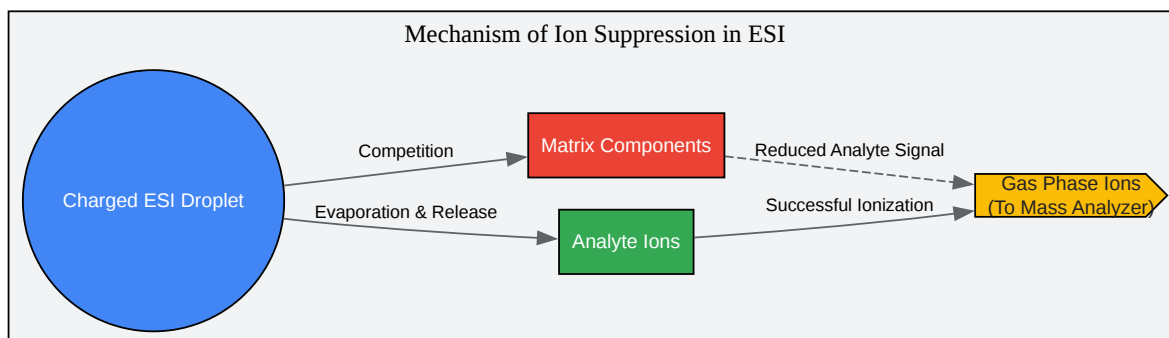 Mechanism of Ion Suppression in ESI
Charged ESI Droplet
Competition
Evaporation & Release
Matrix Components
Analyte Ions
Reduced Analyte Signal
Successful Ionization
Gas Phase Ions
(To Mass Analyzer)